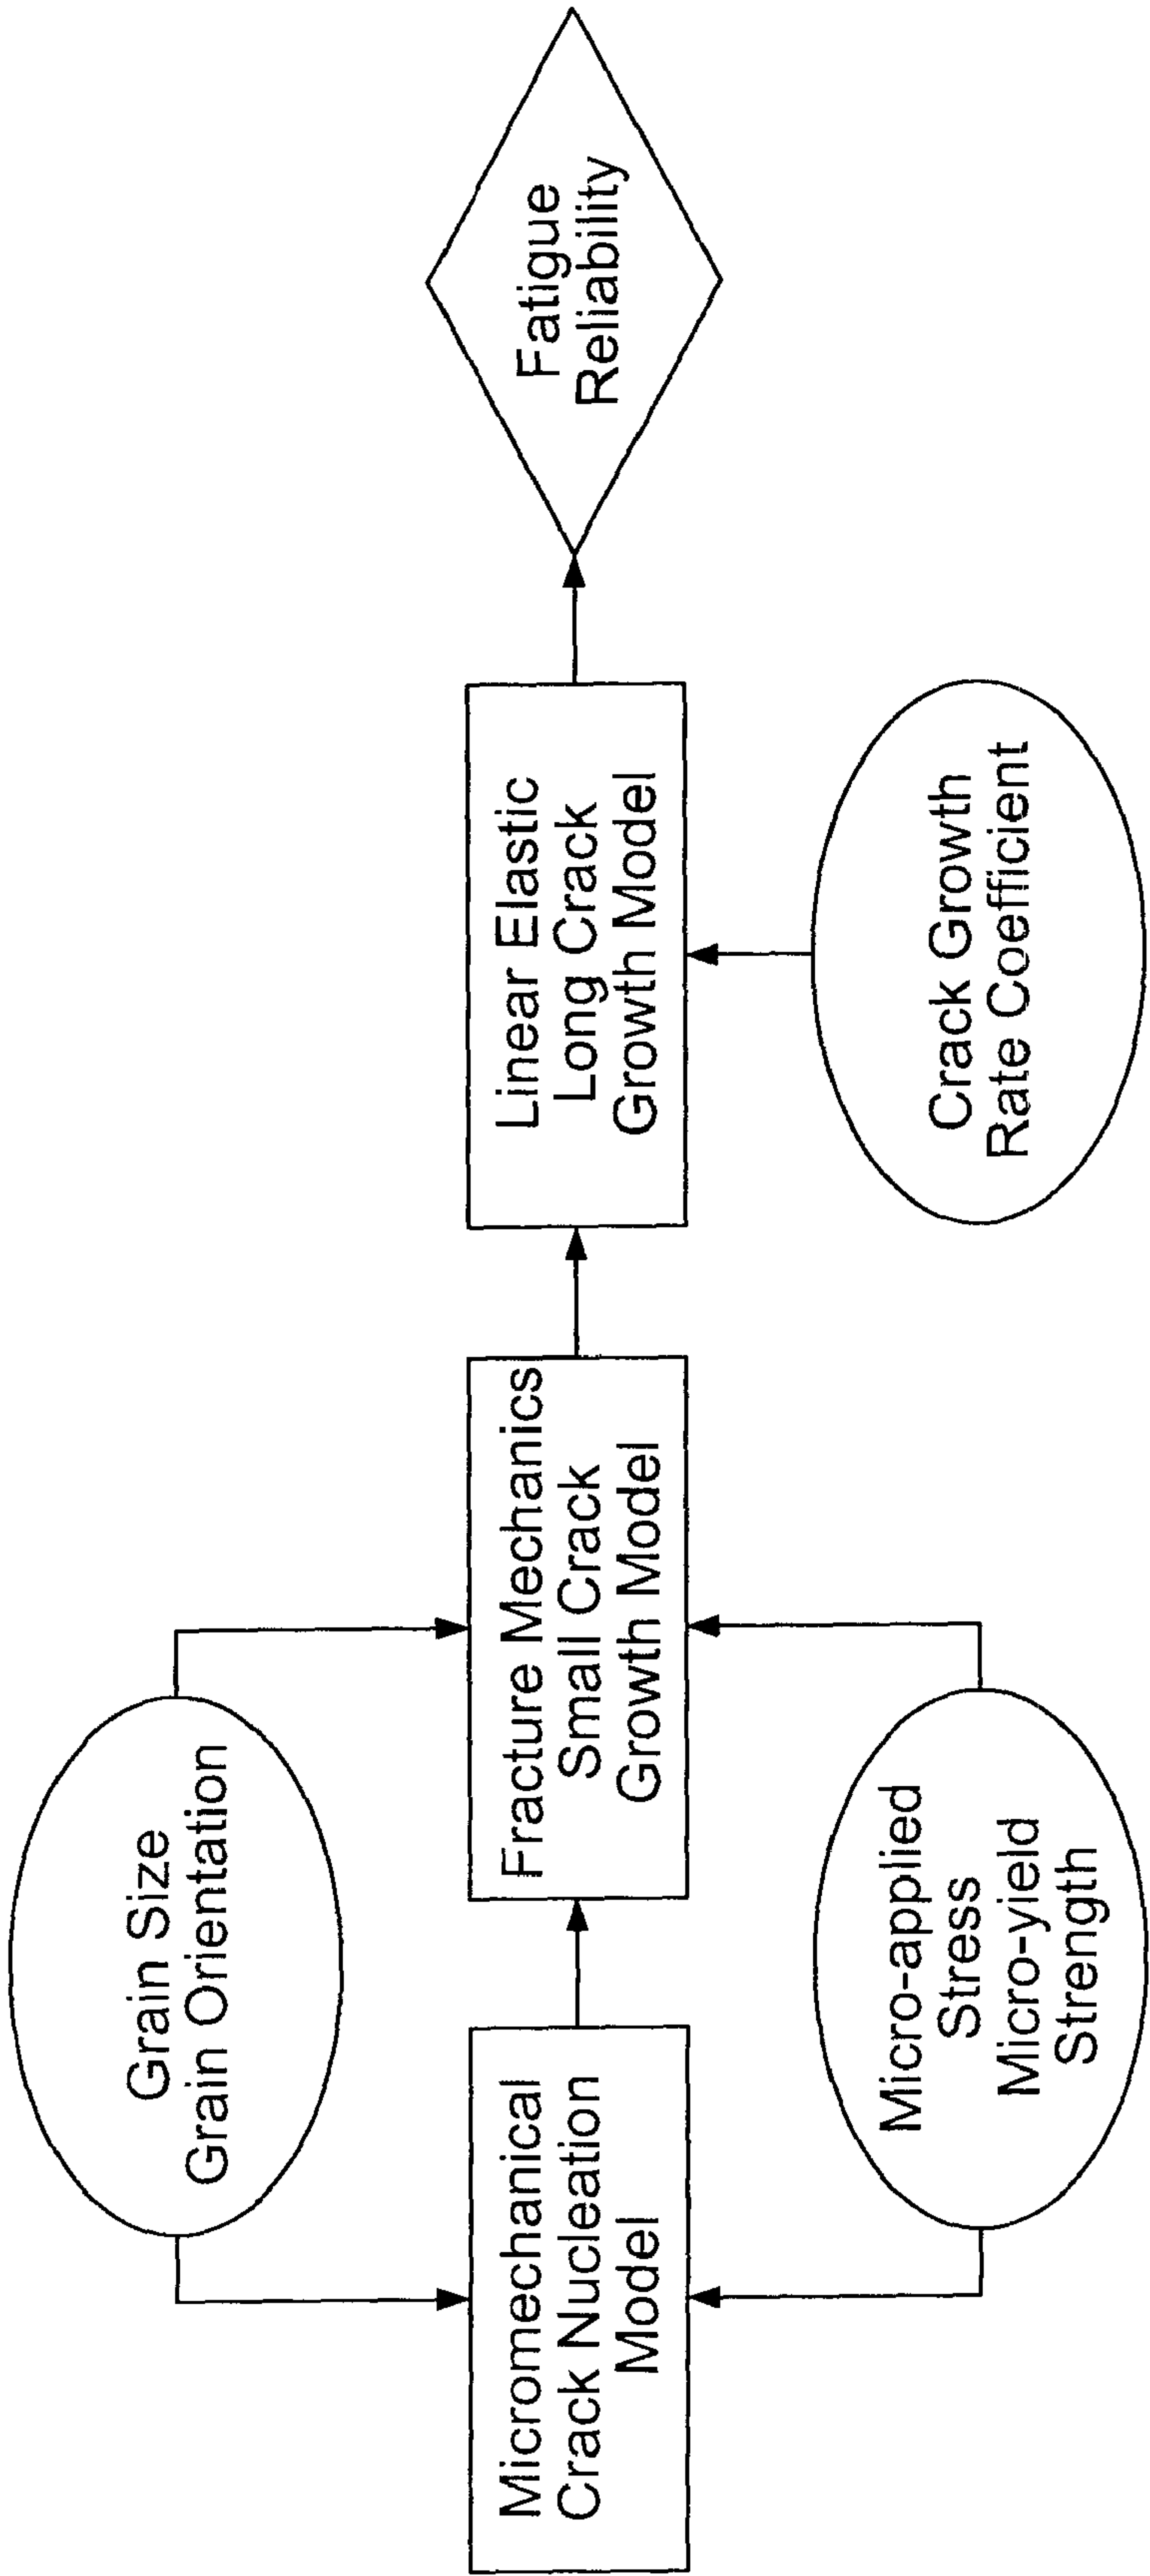 Grain Size
Grain Orientation
Micromechanical
Crack Nucleation
Model
Fracture Mechanics
Small Crack
Growth Model
Linear Elastic
Long Crack
Growth Model
Fatigue
Reliability
Micro-applied
Stress
Micro-yield
Strength
Crack Growth
Rate Coefficient